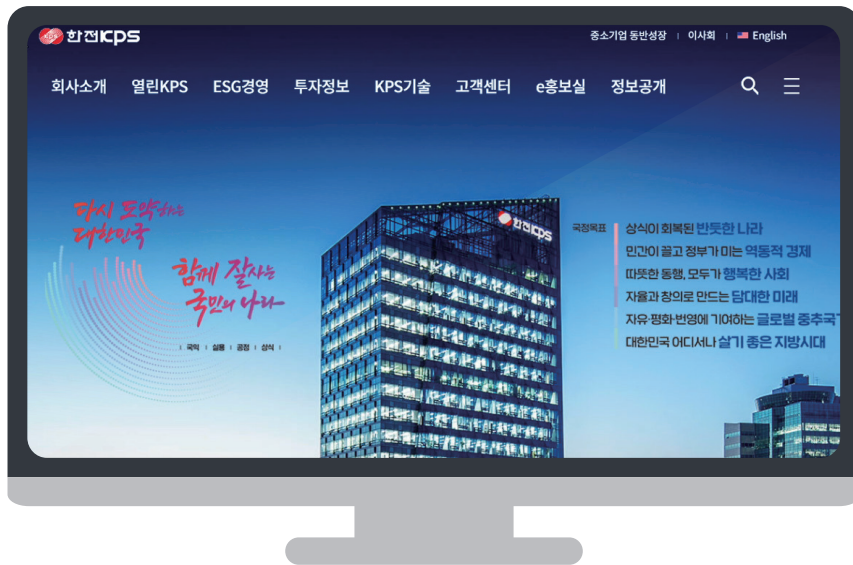 한전KPS
중소기업 동반성장 | 이사회 | English
회사소개 열린KPS ESG경영 투자정보 KPS기술 고객센터 e홍보실 정보공개
다시 도약하는
대한민국
함께 잘사는
국민의 나라
| 국익 | 실용 | 공정 | 상식 |
한전KPS
국정목표
상식이 회복된 반듯한 나라
민간이 끌고 정부가 미는 역동적 경제
따뜻한 동행, 모두가 행복한 사회
자율과 창의로 만드는 담대한 미래
자유·평화·번영에 기여하는 글로벌 중추국
대한민국 어디서나 살기 좋은 지방시대